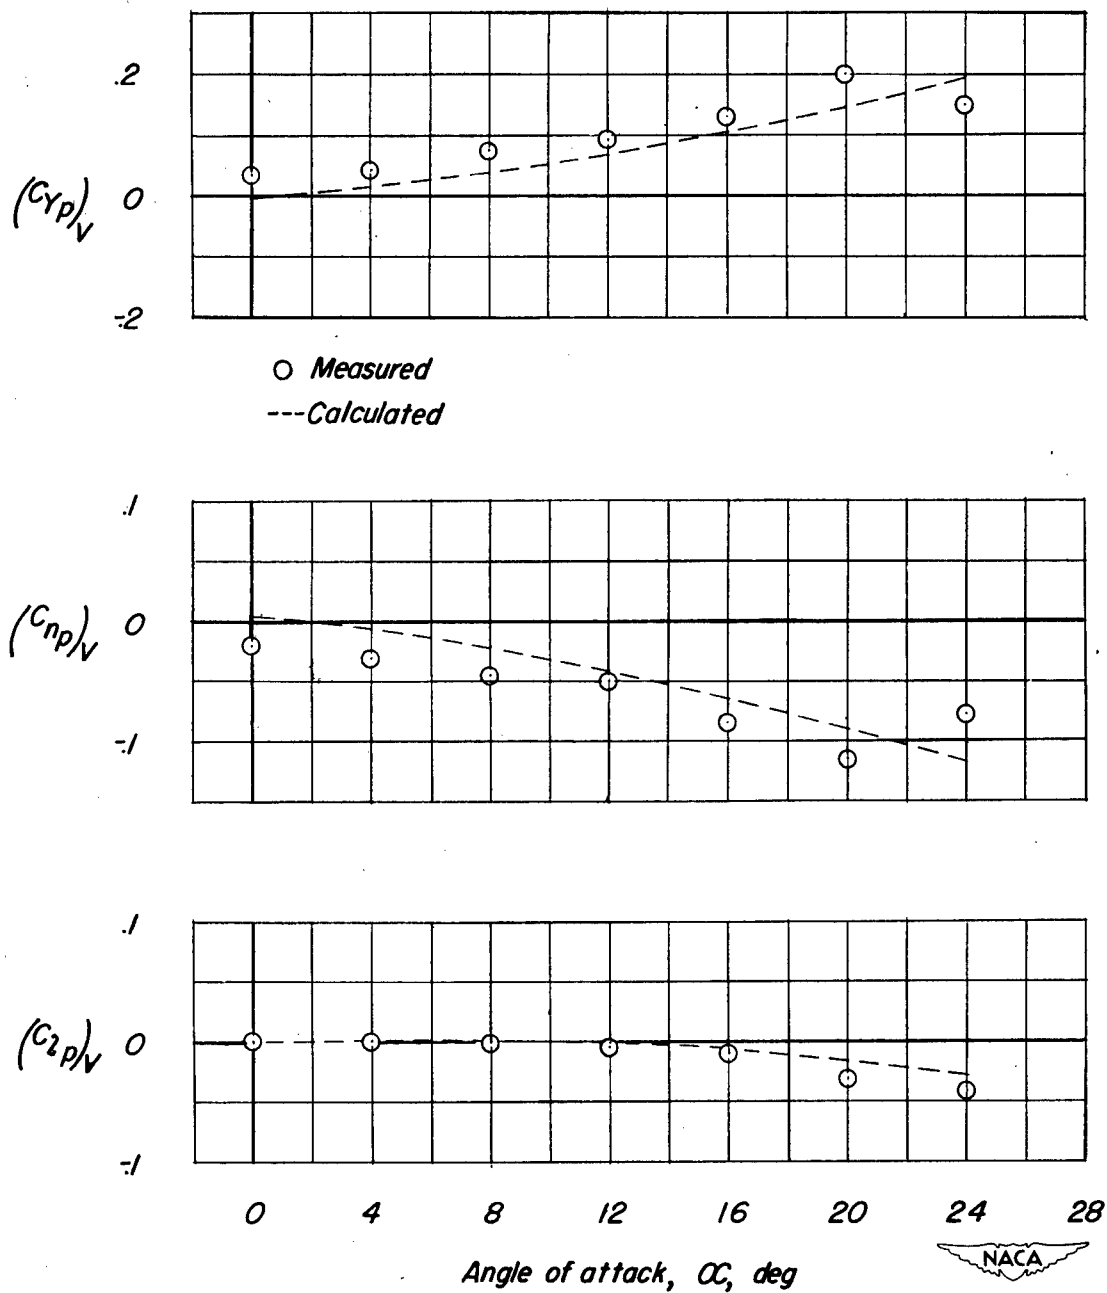 .2
(CYp)V 0
-.2
Measured
---Calculated
.1
(Cnp)V 0
-.1
.1
(Clp)V 0
-.1
0 4 8 12 16 20 24 28
Angle of attack, α, deg
NACA